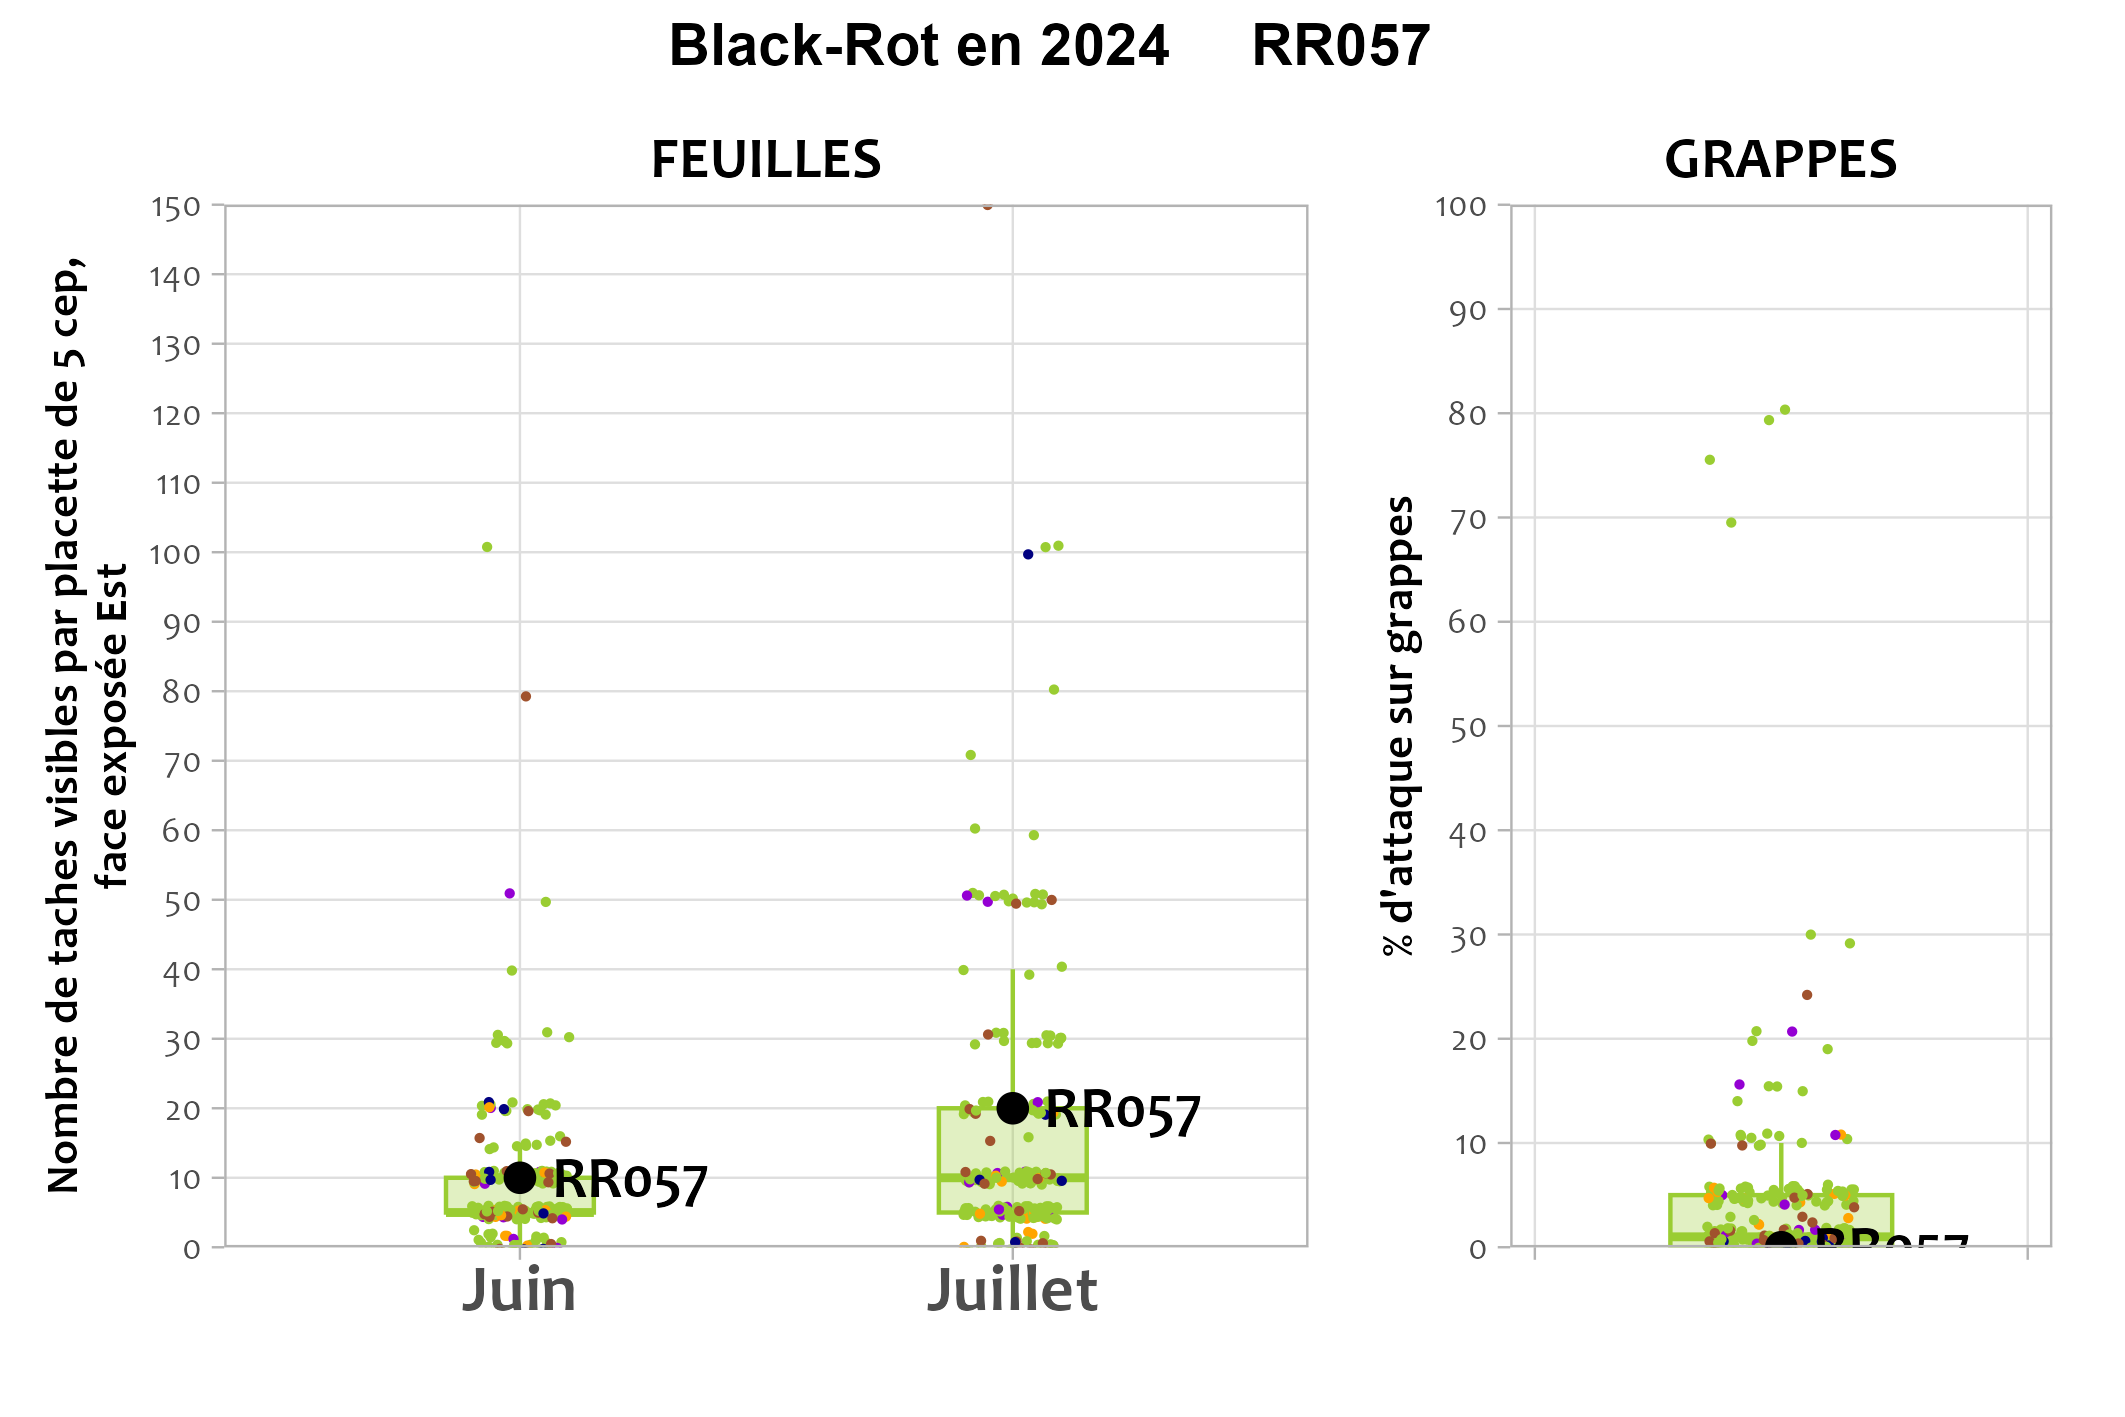 Black-Rot en 2024 RR057
FEUILLES
GRAPPES
Nombre de taches visibles par placette de 5 cep,
face exposée Est
150
140
130
120
110
100
90
80
70
60
50
40
30
20
10
0
RR057
RR057
Juin
Juillet
% d'attaque sur grappes
100
90
80
70
60
50
40
30
20
10
0
RR057